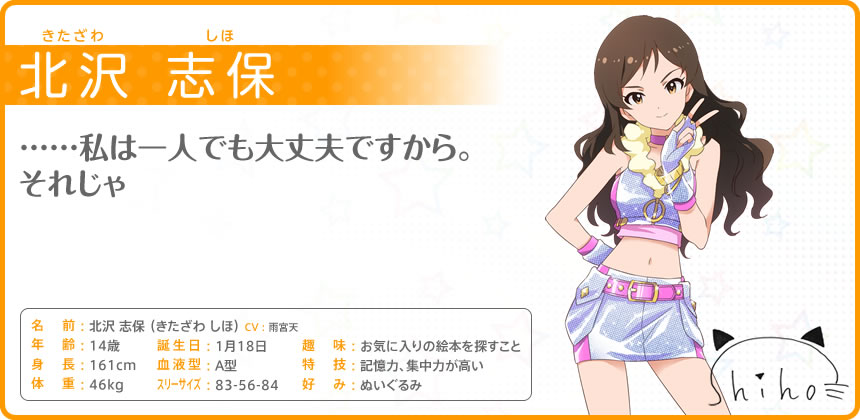 きたざわ しほ
北沢 志保
……私は一人でも大丈夫ですから。
それじゃ
名 前：北沢 志保（きたざわ しほ） CV：雨宮天
年 齢：14歳 誕生日：1月18日 趣 味：お気に入りの絵本を探すこと
身 長：161cm 血液型：A型 特 技：記憶力、集中力が高い
体 重：46kg スリーサイズ：83-56-84 好 み：ぬいぐるみ
Shiho